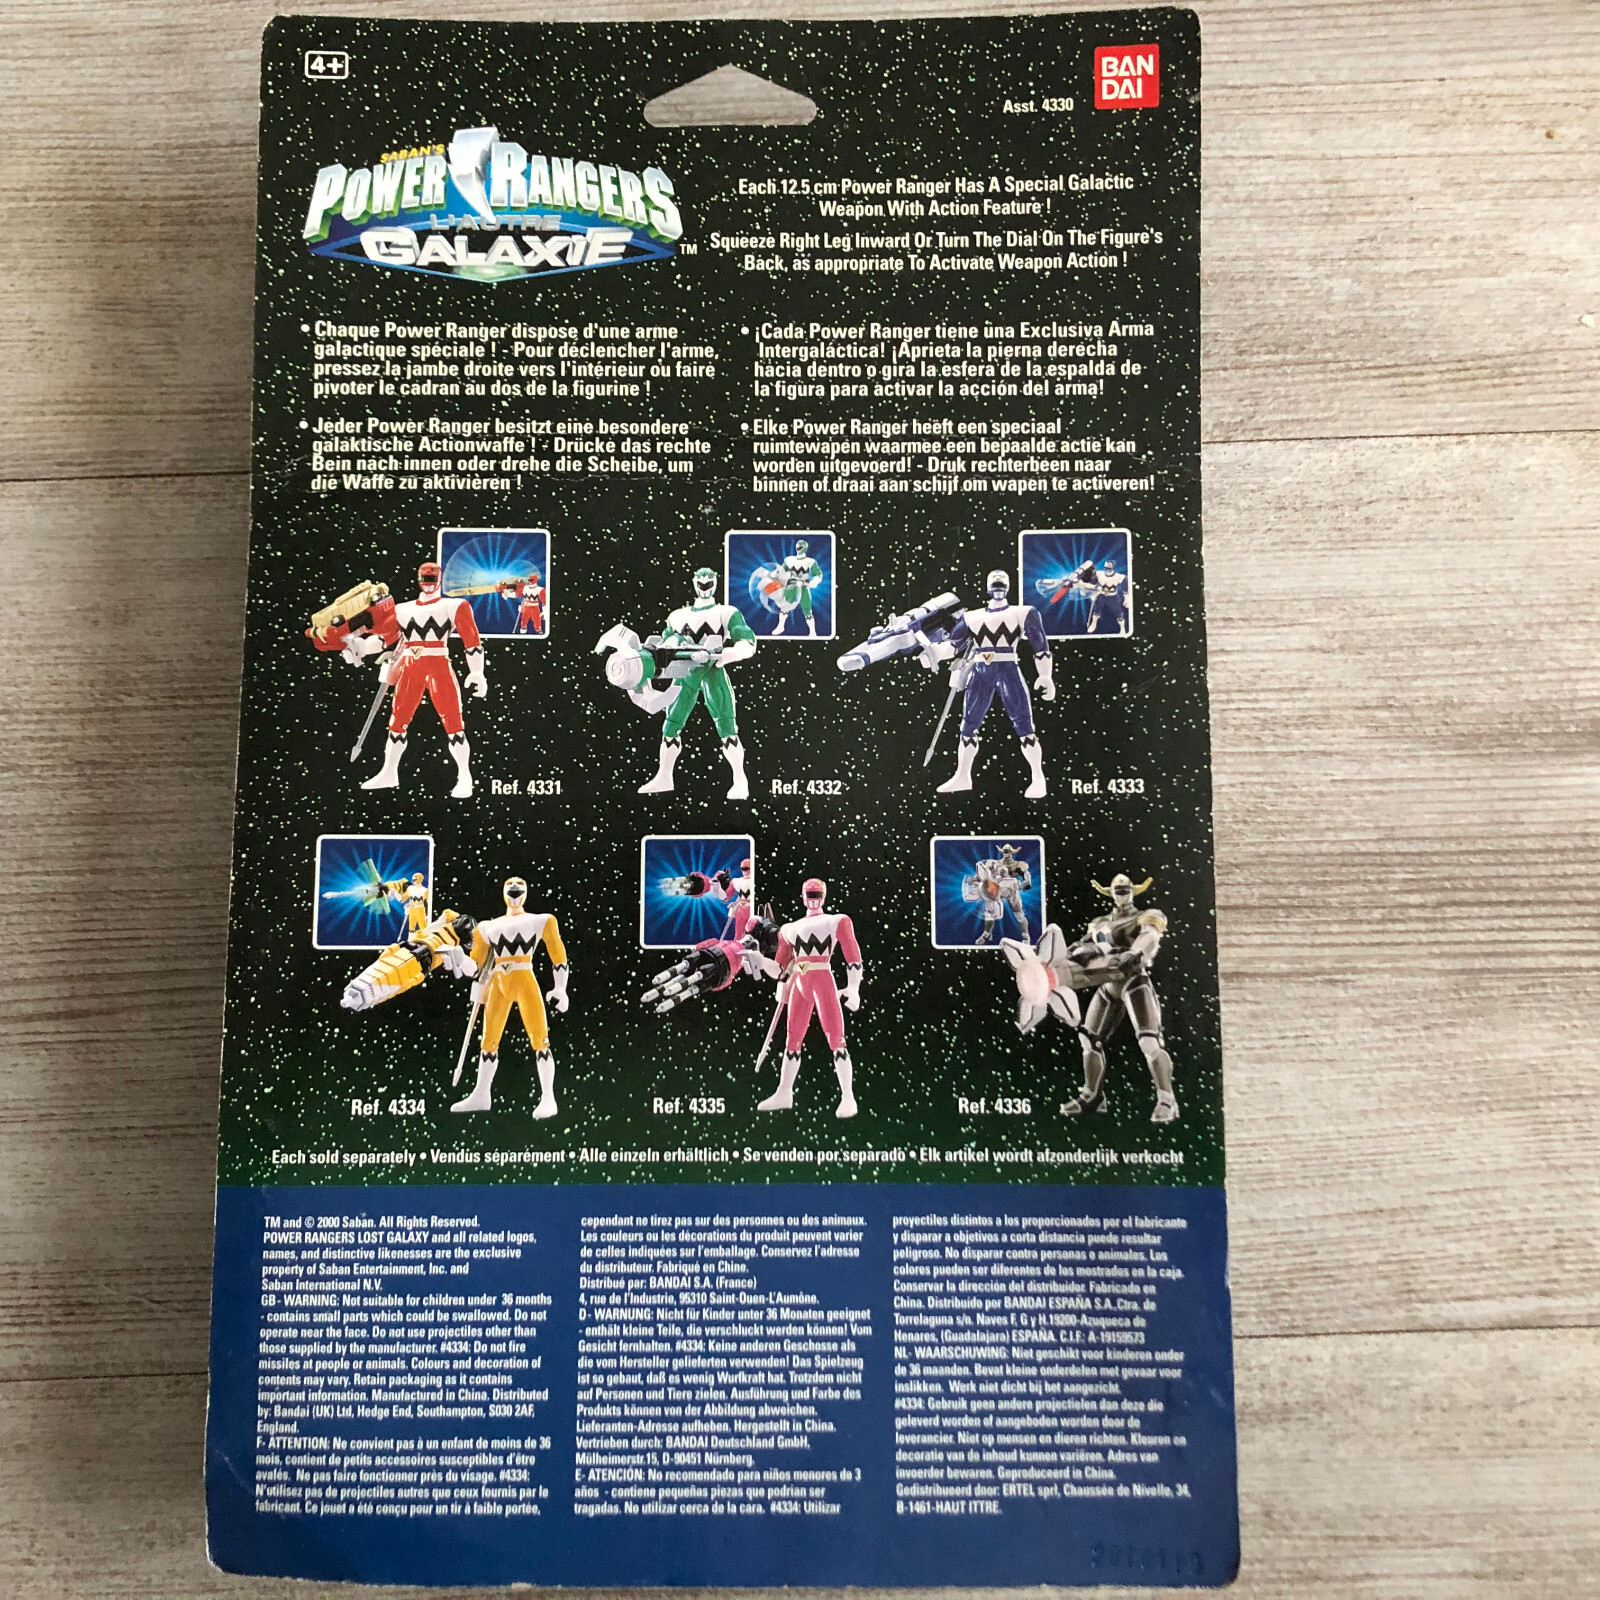 4+
BAN
DAI
Asst. 4330
SABAN'S
POWER RANGERS
L'AUTRE
GALAXIE
TM
Each 12.5 cm Power Ranger Has A Special Galactic
Weapon With Action Feature !
Squeeze Right Leg Inward Or Turn The Dial On The Figure's
Back, as appropriate To Activate Weapon Action !
• Chaque Power Ranger dispose d'une arme
galactique spéciale ! - Pour déclencher l'arme,
pressez la jambe droite vers l'intérieur ou faire
pivoter le cadran au dos de la figurine !
• ¡Cada Power Ranger tiene una Exclusiva Arma
Intergaláctica! ¡Aprieta la pierna derecha
hacia dentro o gira la esfera de la espalda de
la figura para activar la acción del arma!
• Jeder Power Ranger besitzt eine besondere
galaktische Actionwaffe ! - Drücke das rechte
Bein nach innen oder drehe die Scheibe, um
die Waffe zu aktivieren !
• Elke Power Ranger heeft een speciaal
ruimtewapen waarmee een bepaalde actie kan
worden uitgevoerd! - Druk rechterbeen naar
binnen of draai aan schijf om wapen te activeren!
Ref. 4331
Ref. 4332
Ref. 4333
Ref. 4334
Ref. 4335
Ref. 4336
Each sold separately • Vendus séparément • Alle einzeln erhältlich • Se venden por separado • Elk artikel wordt afzonderlijk verkocht
TM and © 2000 Saban. All Rights Reserved.
POWER RANGERS LOST GALAXY and all related logos,
names, and distinctive likenesses are the exclusive
property of Saban Entertainment, Inc. and
Saban International N.V.
GB - WARNING: Not suitable for children under 36 months
- contains small parts which could be swallowed. Do not
operate near the face. Do not use projectiles other than
those supplied by the manufacturer. #4334: Do not fire
missiles at people or animals. Colours and decoration of
contents may vary. Retain packaging as it contains
important information. Manufactured in China. Distributed
by: Bandai (UK) Ltd, Hedge End, Southampton, S030 2AF,
England.
F- ATTENTION: Ne convient pas à un enfant de moins de 36
mois, contient de petits accessoires susceptibles d'être
avalés. Ne pas faire fonctionner près du visage. #4334:
N'utilisez pas de projectiles autres que ceux fournis par le
fabricant. Ce jouet a été conçu pour un tir à faible portée,
cependant ne tirez pas sur des personnes ou des animaux.
Les couleurs ou les décorations du produit peuvent varier
de celles indiquées sur l'emballage. Conservez l'adresse
du distributeur. Fabriqué en Chine.
Distribué par: BANDAI S.A. (France)
4, rue de l'Industrie, 95310 Saint-Ouen-L'Aumône.
D- WARNUNG: Nicht für Kinder unter 36 Monaten geeignet
- enthält kleine Teile, die verschluckt werden können! Vom
Gesicht fernhalten. #4334: Keine anderen Geschosse als
die vom Hersteller gelieferten verwenden! Das Spielzeug
ist so gebaut, daß es wenig Wurfkraft hat. Trotzdem nicht
auf Personen und Tiere zielen. Ausführung und Farbe des
Produkts können von der Abbildung abweichen.
Lieferanten-Adresse aufheben. Hergestellt in China.
Vertrieben durch: BANDAI Deutschland GmbH,
Mülheimerstr.15, D-90451 Nürnberg.
E- ATENCIÓN: No recomendado para niños menores de 3
años - contiene pequeñas piezas que podrian ser
tragadas. No utilizar cerca de la cara. #4334: Utilizar
proyectiles distintos a los proporcionados por el fabricante
y disparar a objetivos a corta distancia puede resultar
peligroso. No disparar contra personas o animales. Los
colores pueden ser diferentes de los mostrados en la caja.
Conservar la dirección del distribuidor. Fabricado en
China. Distribuido por BANDAI ESPAÑA S.A. Ctra. de
Torrelaguna s/n. Naves F, G y H.19200-Azuqueca de
Henares, (Guadalajara) ESPAÑA. C.I.F.: A-19159573
NL- WAARSCHUWING: Niet geschikt voor kinderen onder
de 36 maanden. Bevat kleine onderdelen met gevaar voor
inslikken. Werk niet dicht bij het aangezicht.
#4334: Gebruik geen andere projectielen dan deze die
geleverd worden of aangeboden worden door de
leverancier. Niet op mensen en dieren richten. Kleuren en
decoratie van de inhoud kunnen variëren. Adres van
invoerder bewaren. Geproduceerd in China.
Gedistribueerd door: ERTEL sprl, Chaussée de Nivelle, 34,
B-1461-HAUT ITTRE.